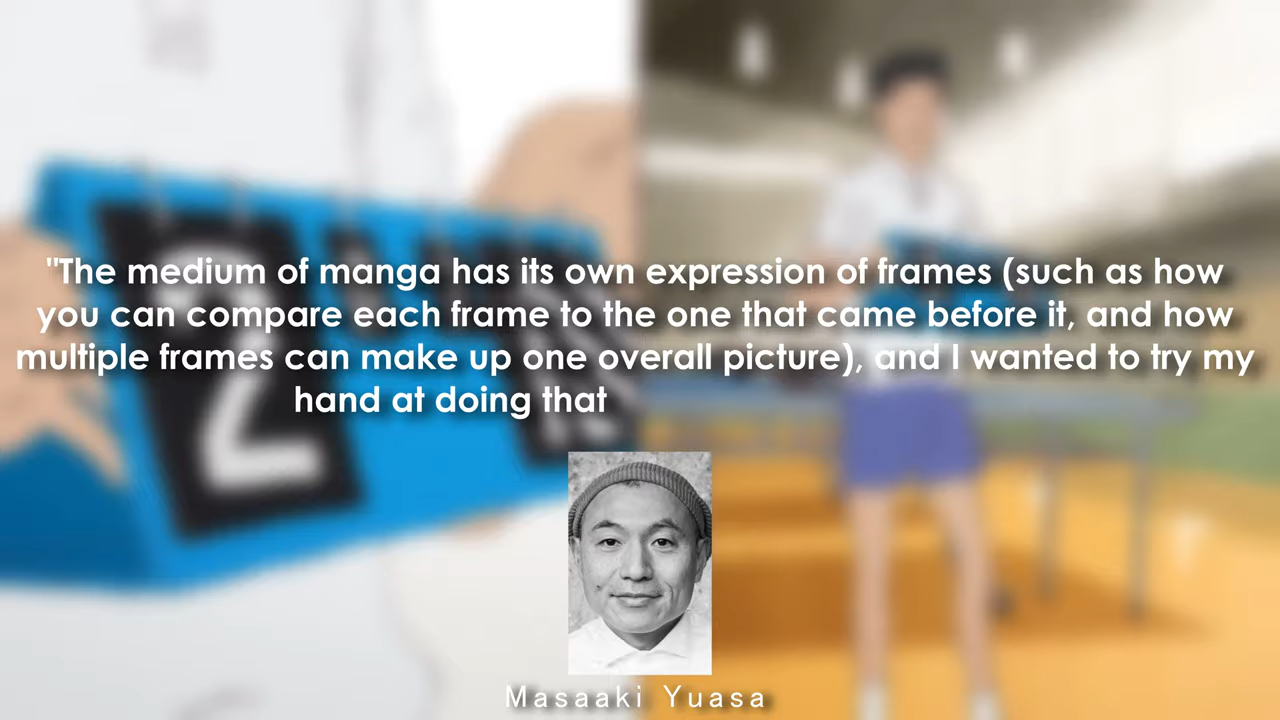 "The medium of manga has its own expression of frames (such as how
you can compare each frame to the one that came before it, and how
multiple frames can make up one overall picture), and I wanted to try my
hand at doing that
2
Masaaki Yuasa